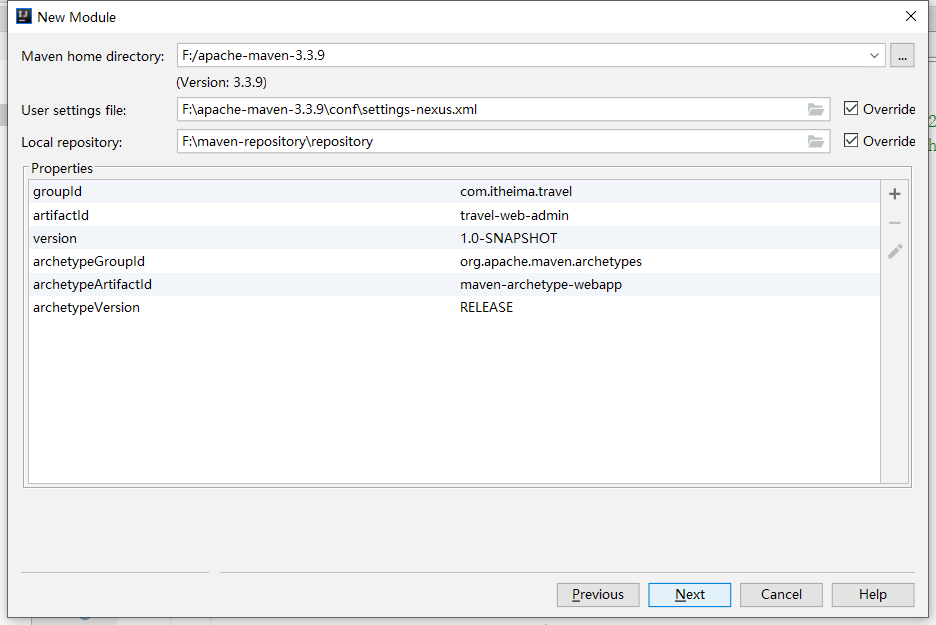 New Module
Maven home directory: F:/apache-maven-3.3.9 ...
(Version: 3.3.9)
User settings file: F:\apache-maven-3.3.9\conf\settings-nexus.xml Override
Local repository: F:\maven-repository\repository Override
Properties
groupId com.itheima.travel
artifactId travel-web-admin
version 1.0-SNAPSHOT
archetypeGroupId org.apache.maven.archetypes
archetypeArtifactId maven-archetype-webapp
archetypeVersion RELEASE
Previous Next Cancel Help